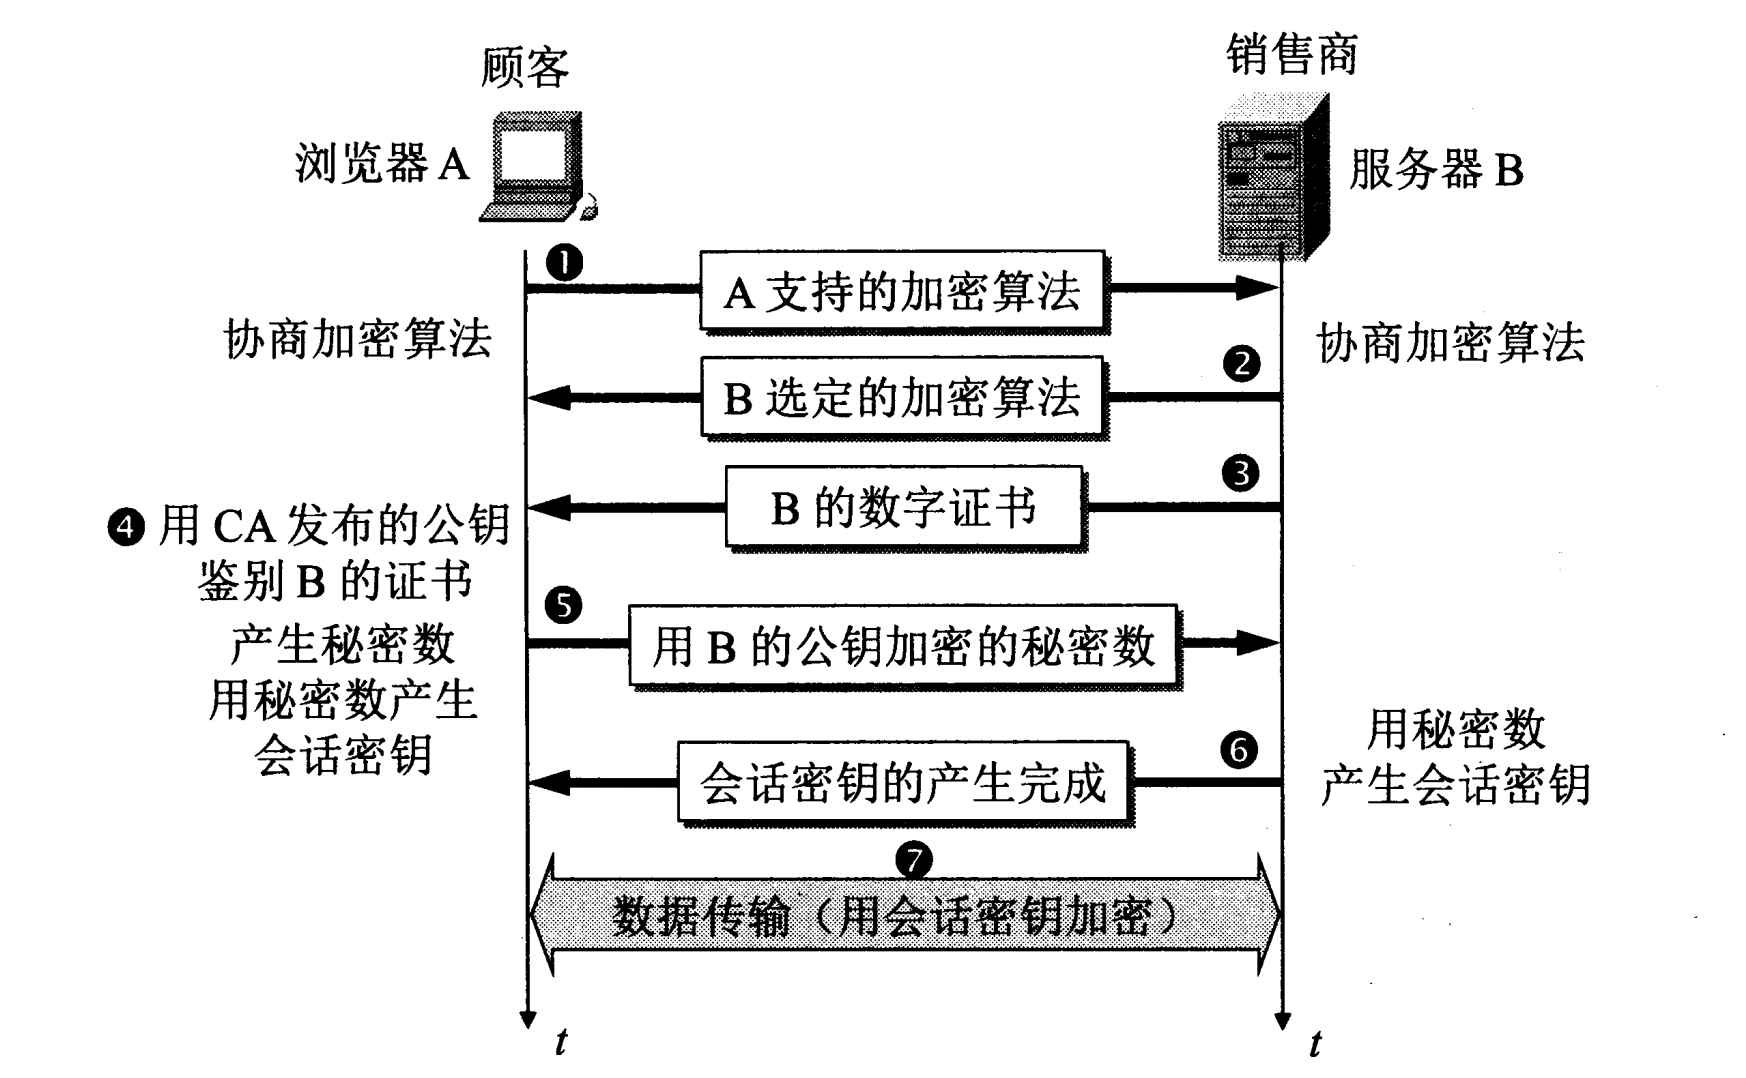 顾客
销售商
浏览器 A
服务器 B
❶
A 支持的加密算法
协商加密算法
协商加密算法
❷
B 选定的加密算法
❸
B 的数字证书
❹ 用 CA 发布的公钥
鉴别 B 的证书
❺
用 B 的公钥加密的秘密数
产生秘密数
用秘密数产生
会话密钥
❻
会话密钥的产生完成
用秘密数
产生会话密钥
❼
数据传输（用会话密钥加密）
t
t